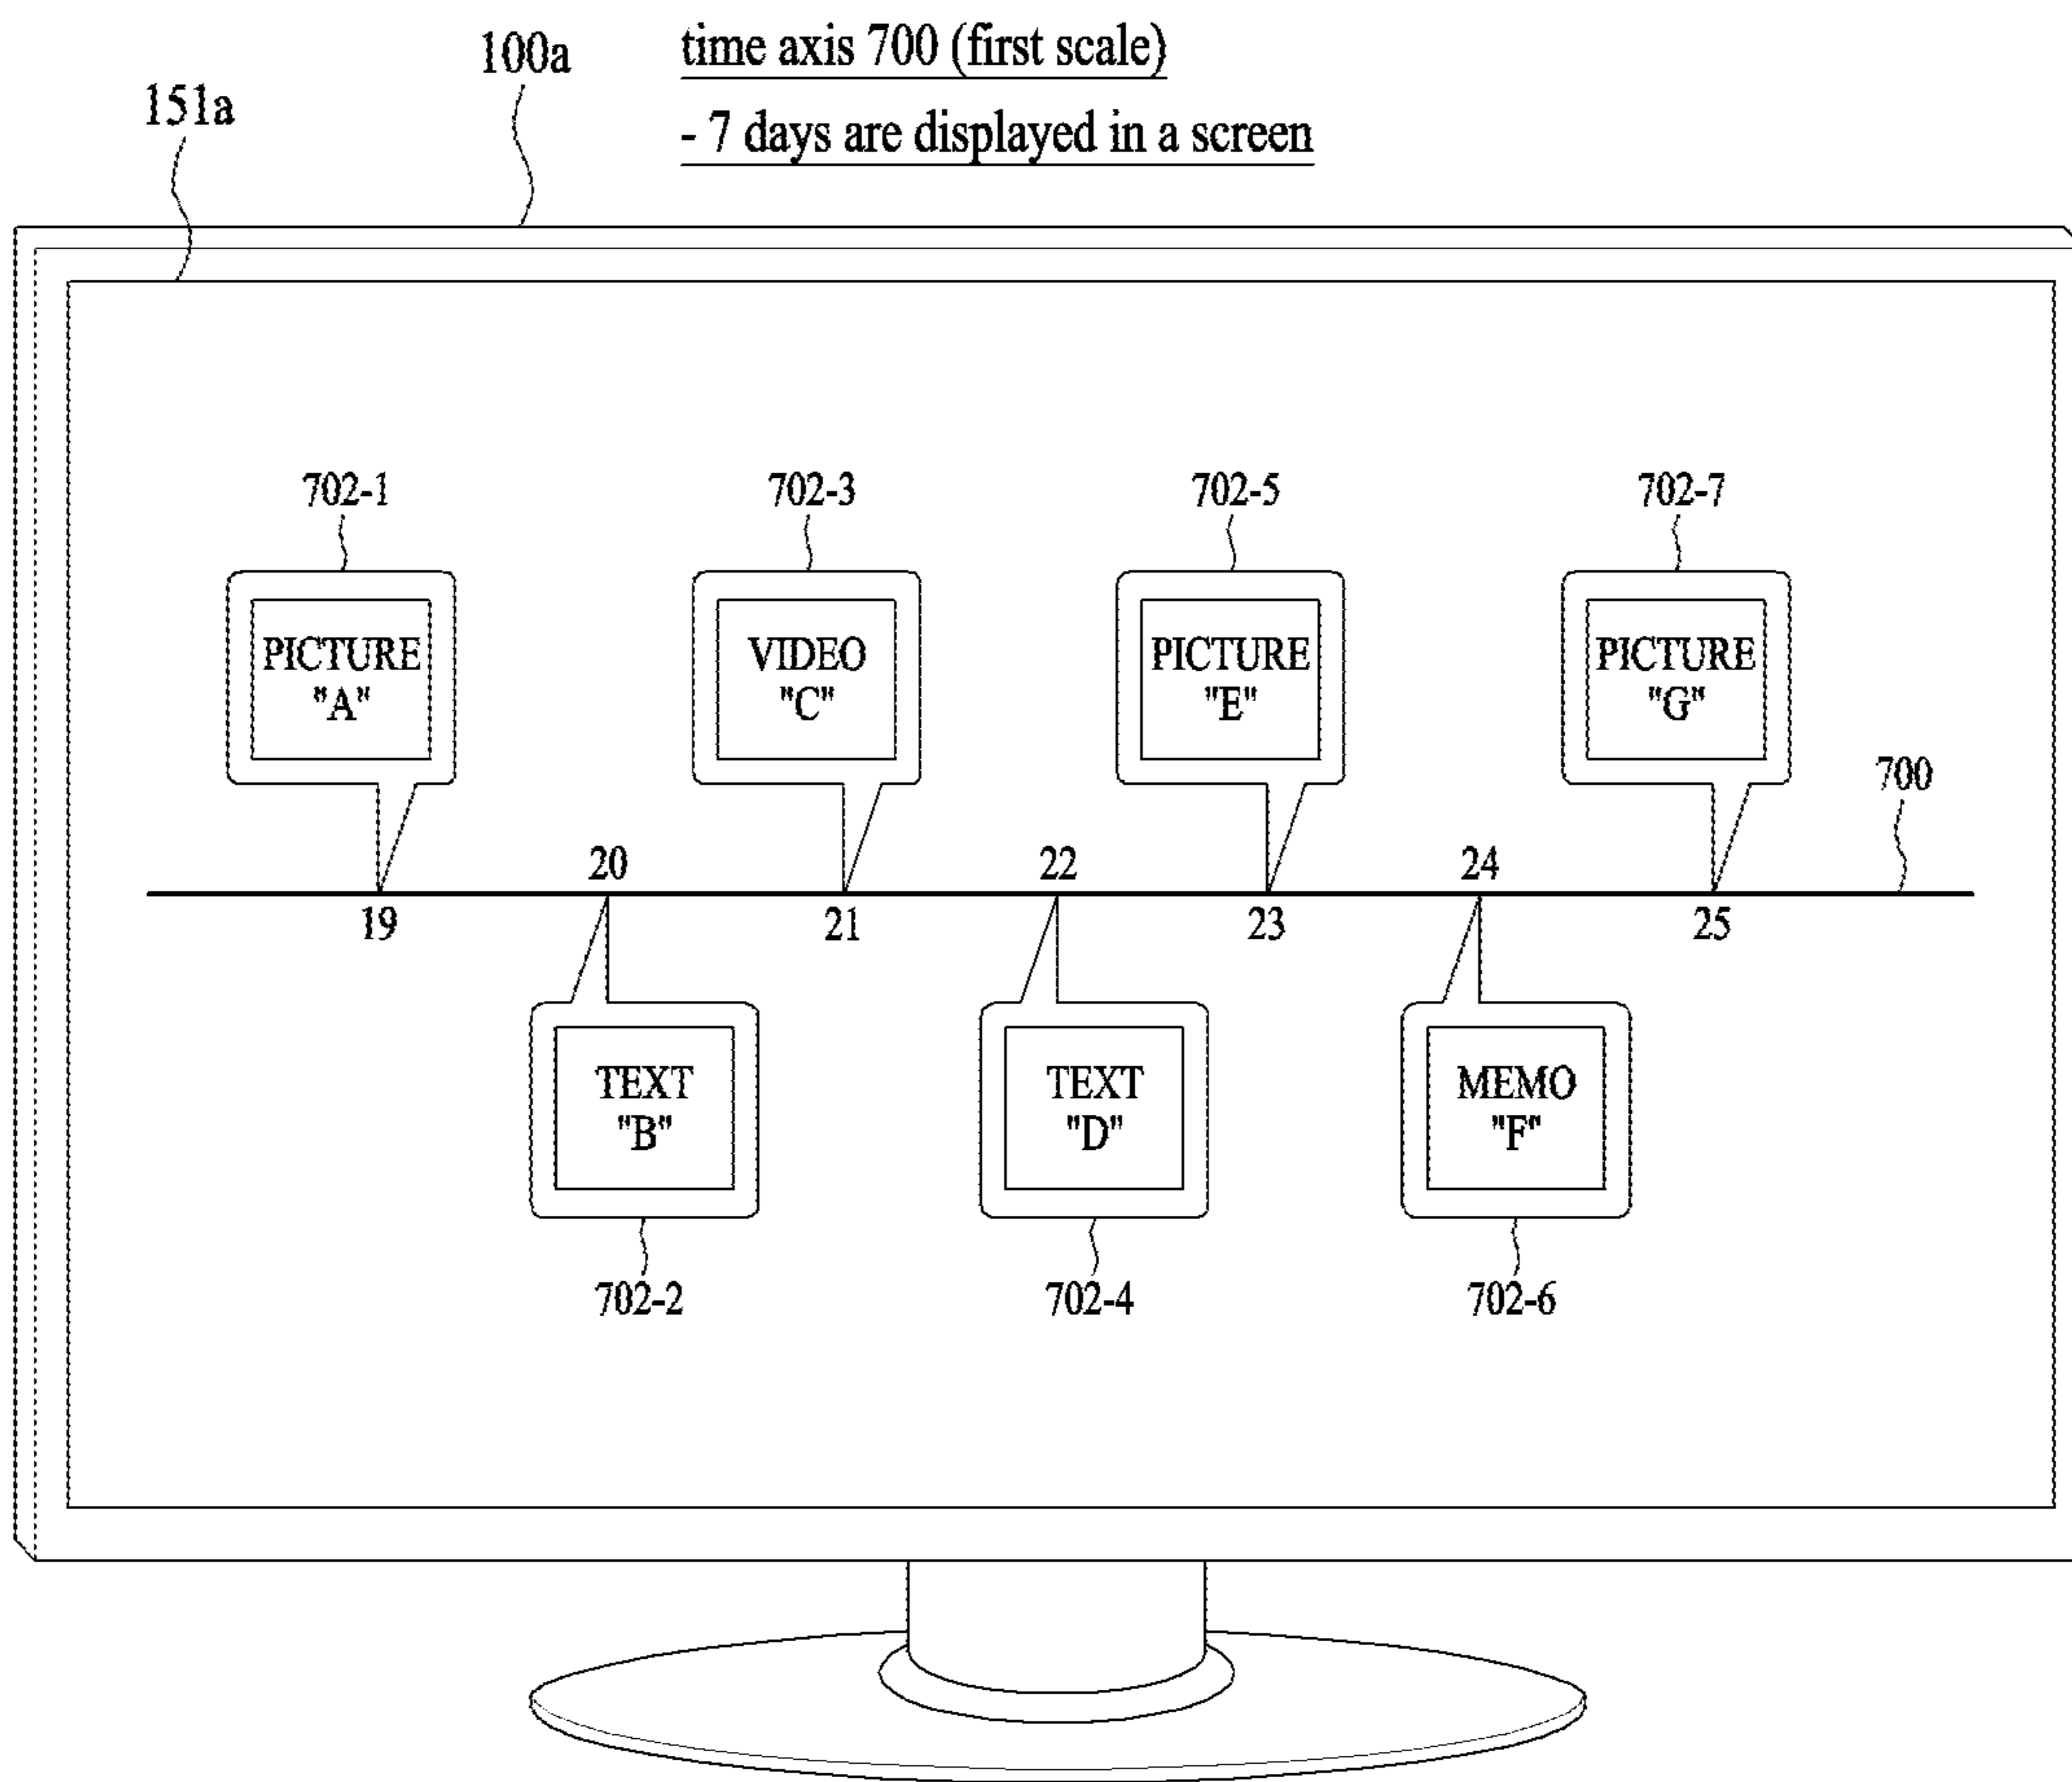 time axis 700 (first scale)
- 7 days are displayed in a screen
100a
151a
702-1
702-3
702-5
702-7
PICTURE
"A"
VIDEO
"C"
PICTURE
"E"
PICTURE
"G"
700
20
22
24
19
21
23
25
TEXT
"B"
TEXT
"D"
MEMO
"F"
702-2
702-4
702-6